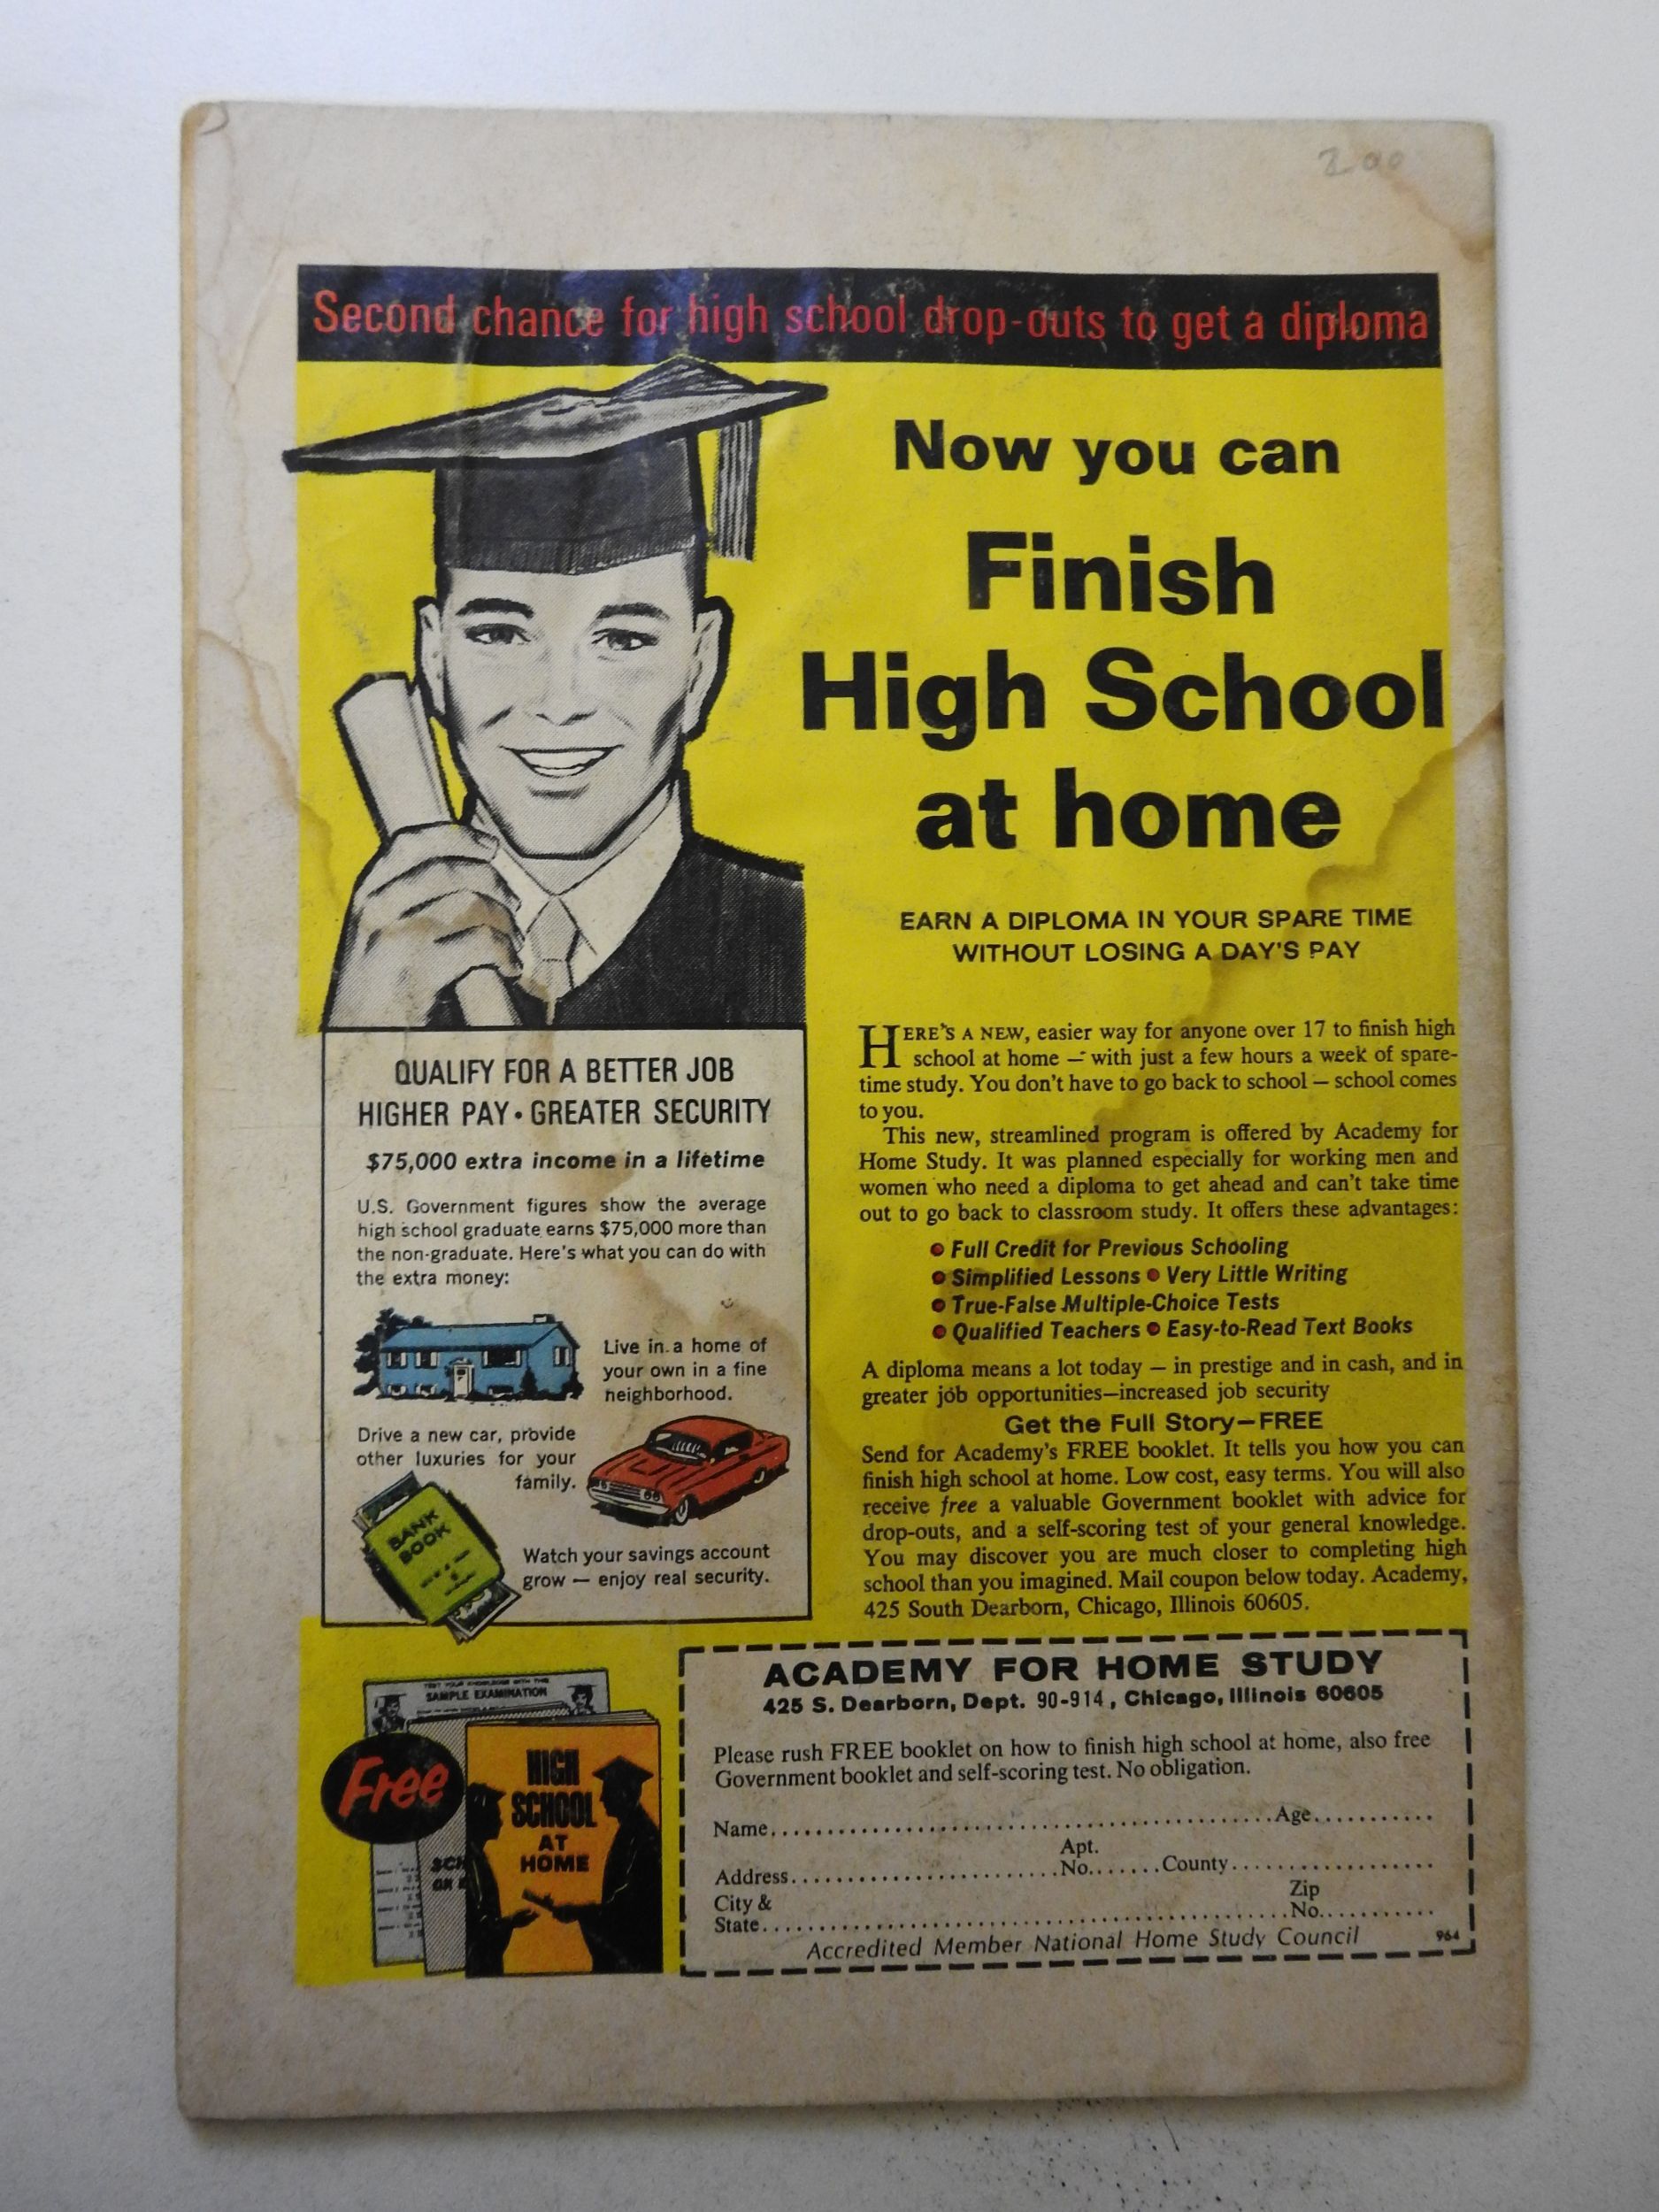 2.00
Second chance for high school drop-outs to get a diploma
Now you can
Finish
High School
at home
EARN A DIPLOMA IN YOUR SPARE TIME
WITHOUT LOSING A DAY'S PAY
QUALIFY FOR A BETTER JOB
HIGHER PAY • GREATER SECURITY
$75,000 extra income in a lifetime
U.S. Government figures show the average
high school graduate earns $75,000 more than
the non-graduate. Here's what you can do with
the extra money:
Live in a home of
your own in a fine
neighborhood.
Drive a new car, provide
other luxuries for your
family.
BANK
BOOK
Watch your savings account
grow — enjoy real security.
HERE'S A NEW, easier way for anyone over 17 to finish high
school at home — with just a few hours a week of spare-
time study. You don't have to go back to school — school comes
to you.
This new, streamlined program is offered by Academy for
Home Study. It was planned especially for working men and
women who need a diploma to get ahead and can't take time
out to go back to classroom study. It offers these advantages:
• Full Credit for Previous Schooling
• Simplified Lessons • Very Little Writing
• True-False Multiple-Choice Tests
• Qualified Teachers • Easy-to-Read Text Books
A diploma means a lot today — in prestige and in cash, and in
greater job opportunities—increased job security
Get the Full Story—FREE
Send for Academy's FREE booklet. It tells you how you can
finish high school at home. Low cost, easy terms. You will also
receive free a valuable Government booklet with advice for
drop-outs, and a self-scoring test of your general knowledge.
You may discover you are much closer to completing high
school than you imagined. Mail coupon below today. Academy,
425 South Dearborn, Chicago, Illinois 60605.
TEST YOUR KNOWLEDGE WITH THIS
SAMPLE EXAMINATION
Free
HIGH
SCHOOL
AT
HOME
ACADEMY FOR HOME STUDY
425 S. Dearborn, Dept. 90-914, Chicago, Illinois 60605
Please rush FREE booklet on how to finish high school at home, also free
Government booklet and self-scoring test. No obligation.
Name..........Age..........
Apt.
Address..........No.......County..........
City & Zip
State..........No..........
Accredited Member National Home Study Council 964